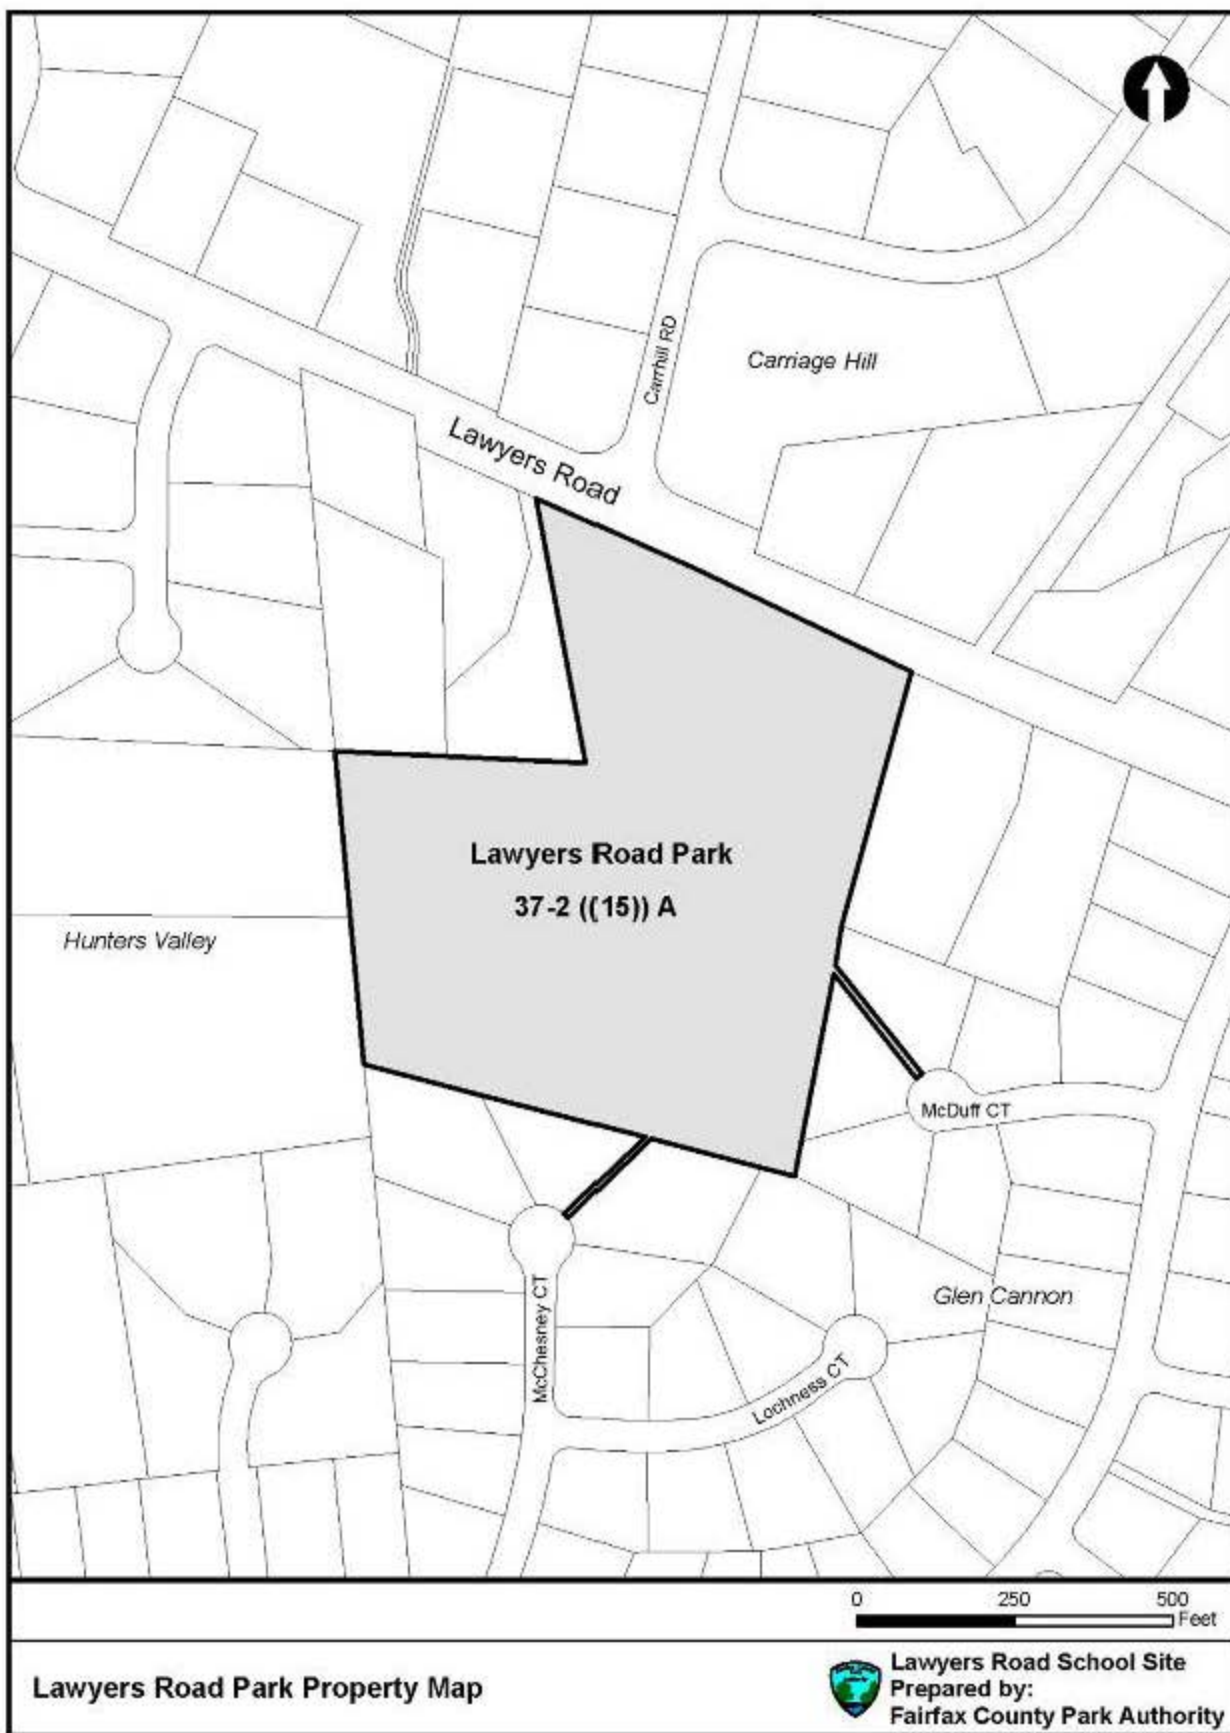 Carrhill RD
Carriage Hill
Lawyers Road
Lawyers Road Park
37-2 ((15)) A
Hunters Valley
McDuff CT
Glen Cannon
McChesney CT
Lochness CT
0 250 500
Feet
Lawyers Road Park Property Map
Lawyers Road School Site
Prepared by:
Fairfax County Park Authority